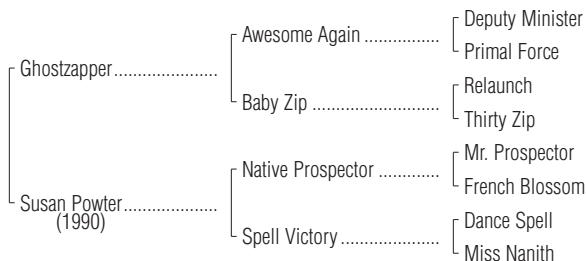 Deputy Minister
Awesome Again ..................
Primal Force
Ghostzapper.........................
Relaunch
Baby Zip ...............................
Thirty Zip
Mr. Prospector
Native Prospector ...............
French Blossom
Susan Powter.......................
(1990)
Dance Spell
Spell Victory........................
Miss Nanith